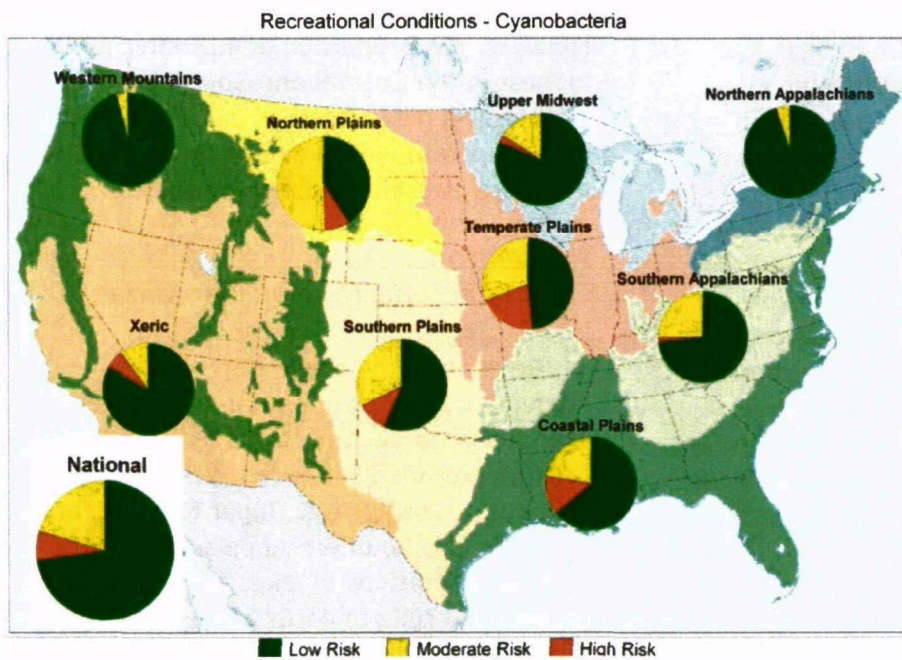 Recreational Conditions - Cyanobacteria
Western Mountains
Northern Plains
Upper Midwest
Northern Appalachians
Temperate Plains
Southern Appalachians
Xeric
Southern Plains
Coastal Plains
National
Low Risk Moderate Risk High Risk